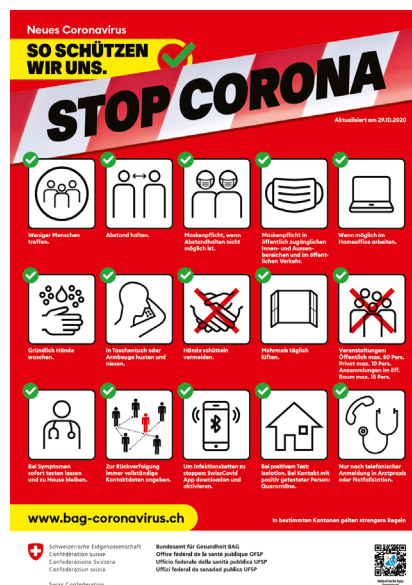 Neues Coronavirus
SO SCHÜTZEN
WIR UNS.
STOP CORONA
Aktualisiert am 29.10.2020
Weniger Menschen
treffen.
Abstand halten.
Maskenpflicht, wenn
Abstandhalten nicht
möglich ist.
Maskenpflicht in
öffentlich zugänglichen
Innen- und Aussen-
bereichen und im öffent-
lichen Verkehr.
Wenn möglich im
Homeoffice arbeiten.
Gründlich Hände
waschen.
In Taschentuch oder
Armbeuge husten und
niesen.
Hände schütteln
vermeiden.
Mehrmals täglich
lüften.
Veranstaltungen:
Öffentlich max. 50 Pers.
Privat max. 10 Pers.
Ansammlungen im öff.
Raum max. 15 Pers.
Bei Symptomen
sofort testen lassen
und zu Hause bleiben.
Zur Rückverfolgung
immer vollständige
Kontaktdaten angeben.
Um Infektionsketten zu
stoppen: SwissCovid
App downloaden und
aktivieren.
Bei positivem Test:
Isolation. Bei Kontakt mit
positiv getesteter Person:
Quarantäne.
Nur nach telefonischer
Anmeldung in Arztpraxis
oder Notfallstation.
www.bag-coronavirus.ch
In bestimmten Kantonen gelten strengere Regeln
Schweizerische Eidgenossenschaft
Confédération suisse
Confederazione Svizzera
Confederaziun svizra
Swiss Confederation
Bundesamt für Gesundheit BAG
Office fédéral de la santé publique OFSP
Ufficio federale della sanità pubblica UFSP
Uffizi federal da sanadad publica UFSP
SwissCovid App